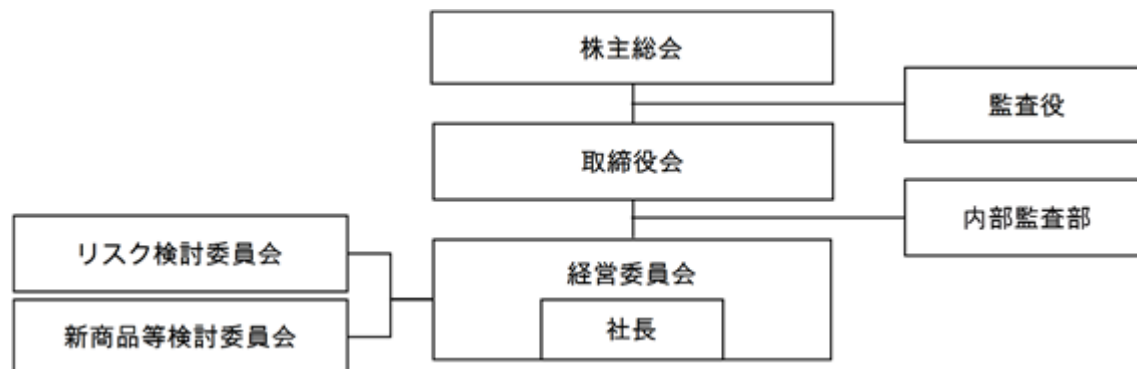 株主総会
監査役
取締役会
内部監査部
リスク検討委員会
経営委員会
新商品等検討委員会
社長